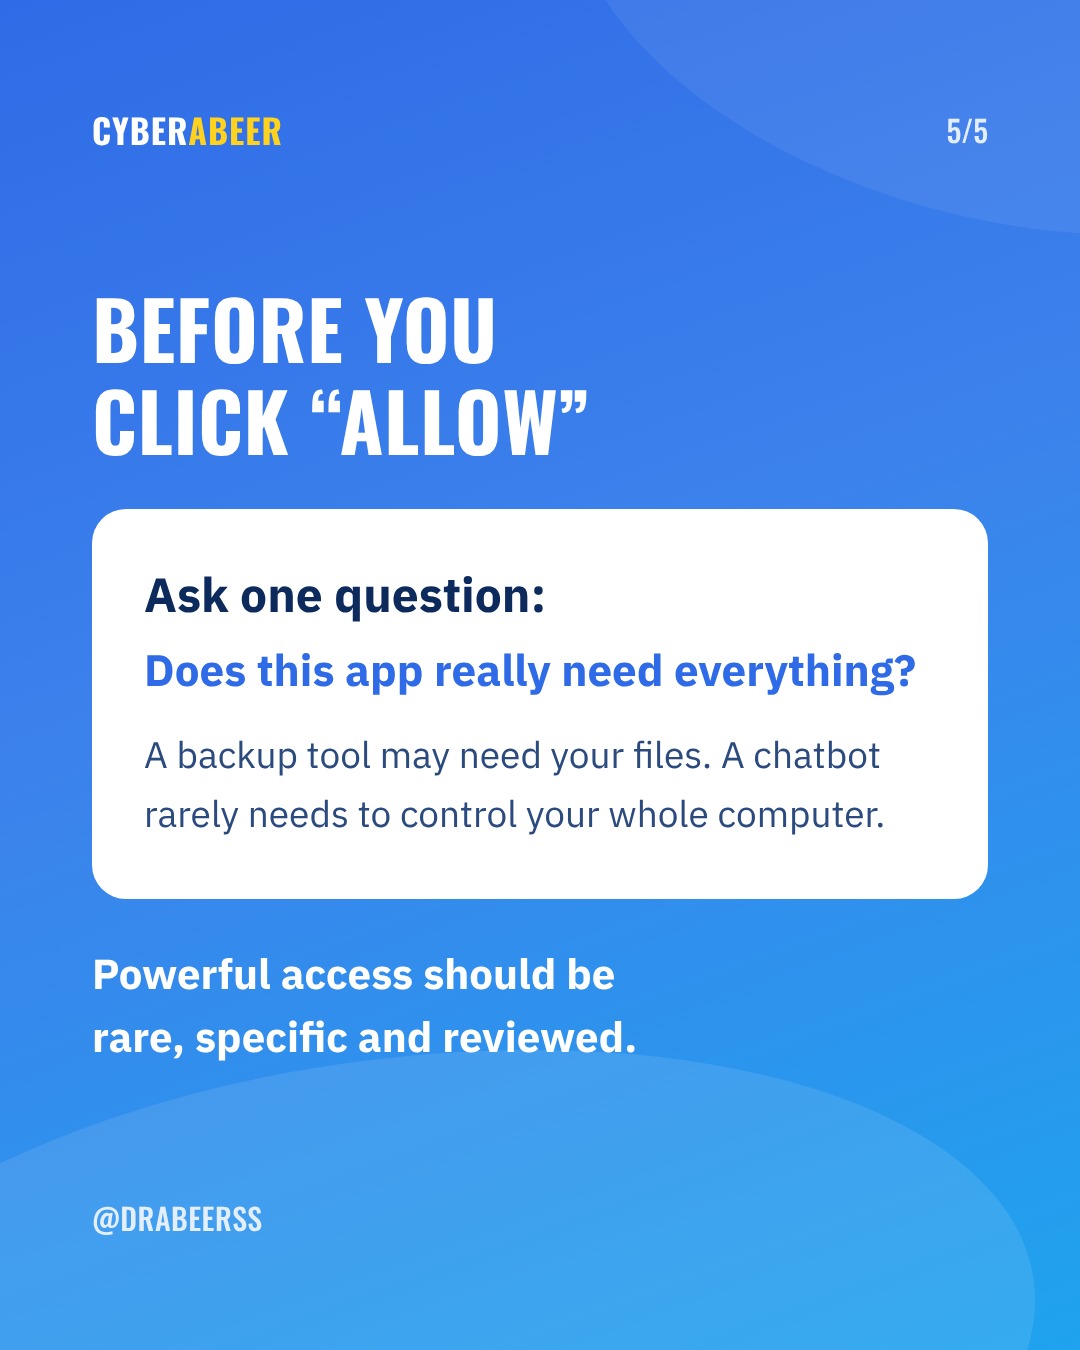 CYBERABEER
5/5
BEFORE YOU
CLICK “ALLOW”
Ask one question:
Does this app really need everything?
A backup tool may need your files. A chatbot
rarely needs to control your whole computer.
Powerful access should be
rare, specific and reviewed.
@DRABEERSS